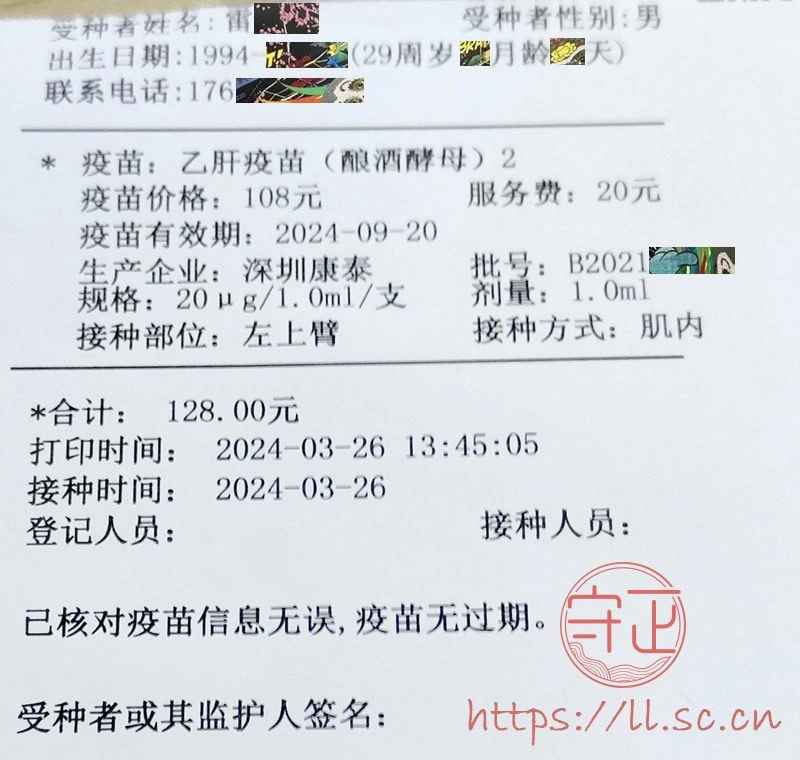 受种者姓名:雷 受种者性别:男
出生日期:1994- (29周岁 月龄 天)
联系电话:176
* 疫苗: 乙肝疫苗（酿酒酵母）2
疫苗价格: 108元 服务费: 20元
疫苗有效期: 2024-09-20
生产企业: 深圳康泰 批号: B2021
规格: 20μg/1.0ml/支 剂量: 1.0ml
接种部位: 左上臂 接种方式: 肌内
*合计: 128.00元
打印时间: 2024-03-26 13:45:05
接种时间: 2024-03-26
登记人员: 接种人员:
已核对疫苗信息无误,疫苗无过期。
守正
受种者或其监护人签名:
https://ll.sc.cn